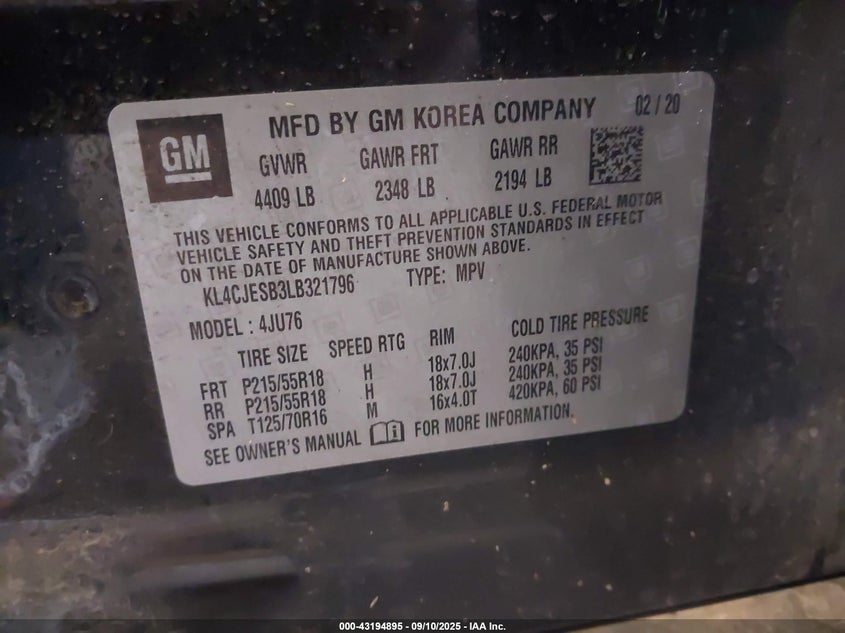 GM
MFD BY GM KOREA COMPANY 02 / 20
GVWR GAWR FRT GAWR RR
4409 LB 2348 LB 2194 LB
THIS VEHICLE CONFORMS TO ALL APPLICABLE U.S. FEDERAL MOTOR
VEHICLE SAFETY AND THEFT PREVENTION STANDARDS IN EFFECT
ON THE DATE OF MANUFACTURE SHOWN ABOVE.
KL4CJESB3LB321796 TYPE: MPV
MODEL : 4JU76
TIRE SIZE SPEED RTG RIM COLD TIRE PRESSURE
FRT P215/55R18 H 18x7.0J 240KPA, 35 PSI
RR P215/55R18 H 18x7.0J 240KPA, 35 PSI
SPA T125/70R16 M 16x4.0T 420KPA, 60 PSI
SEE OWNER'S MANUAL i FOR MORE INFORMATION.
000-43194895 - 09/10/2025 - IAA Inc.